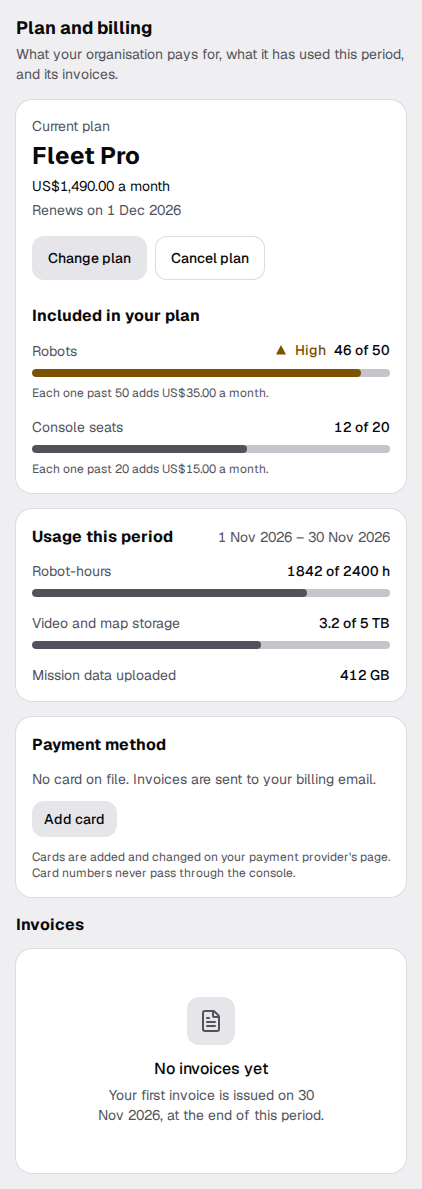 Plan and billing
What your organisation pays for, what it has used this period,
and its invoices.
Current plan
Fleet Pro
US$1,490.00 a month
Renews on 1 Dec 2026
Change plan Cancel plan
Included in your plan
Robots High 46 of 50
Each one past 50 adds US$35.00 a month.
Console seats 12 of 20
Each one past 20 adds US$15.00 a month.
Usage this period 1 Nov 2026 – 30 Nov 2026
Robot-hours 1842 of 2400 h
Video and map storage 3.2 of 5 TB
Mission data uploaded 412 GB
Payment method
No card on file. Invoices are sent to your billing email.
Add card
Cards are added and changed on your payment provider's page.
Card numbers never pass through the console.
Invoices
No invoices yet
Your first invoice is issued on 30
Nov 2026, at the end of this period.